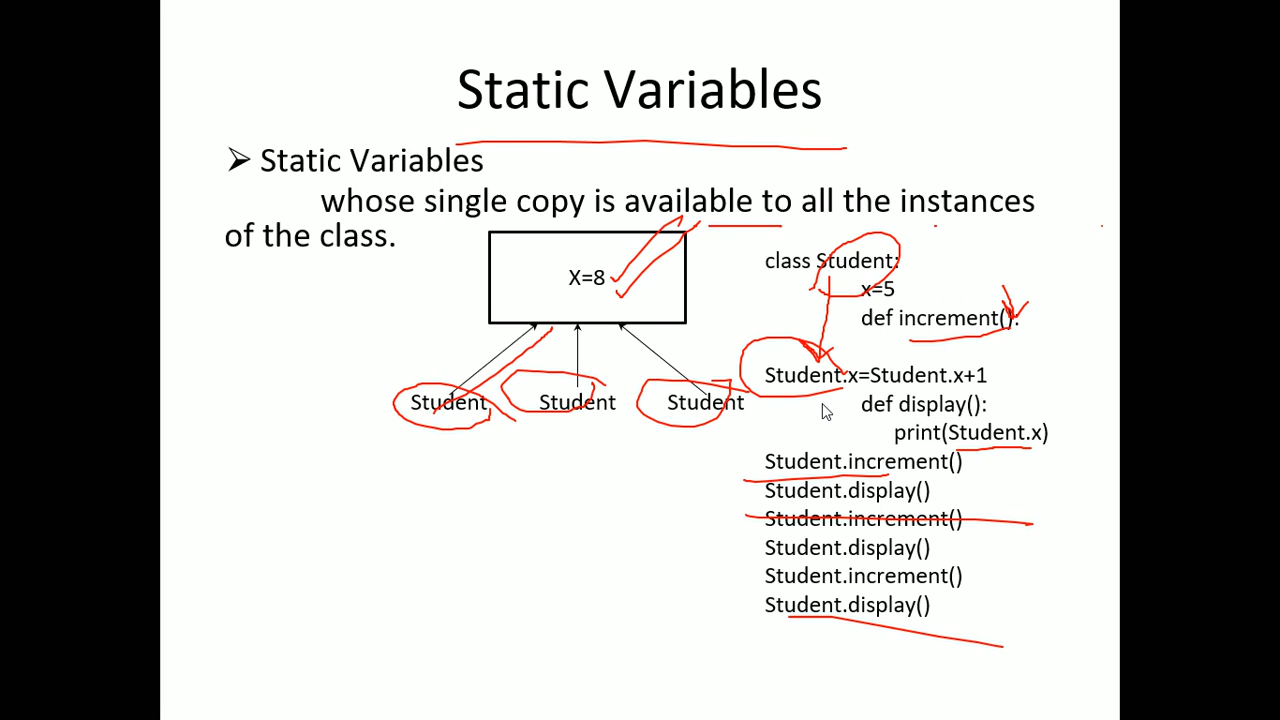 Static Variables
➢ Static Variables
whose single copy is available to all the instances
of the class.
X=8
Student Student Student
class Student:
x=5
def increment():
Student.x=Student.x+1
def display():
print(Student.x)
Student.increment()
Student.display()
Student.increment()
Student.display()
Student.increment()
Student.display()